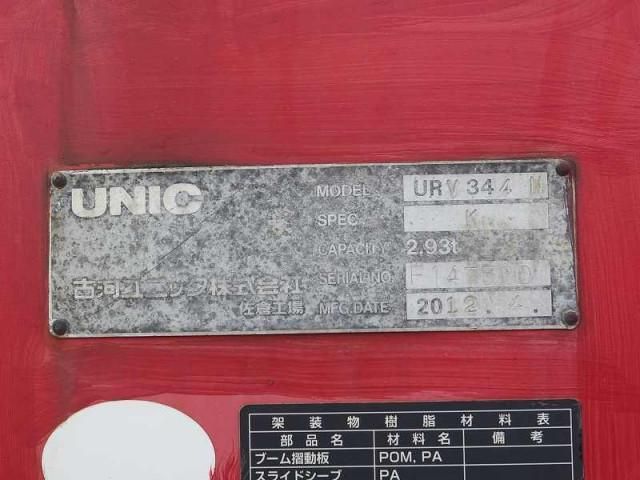 UNIC
MODEL URV344 N
SPEC. K
CAPACITY 2.93t
古河ユニック株式会社
SERIAL NO.
佐倉工場
MFG.DATE 2012. 4.
架装物樹脂材料表
部品名 材料名 備考
ブーム摺動板 POM, PA
スライドシーブ PA